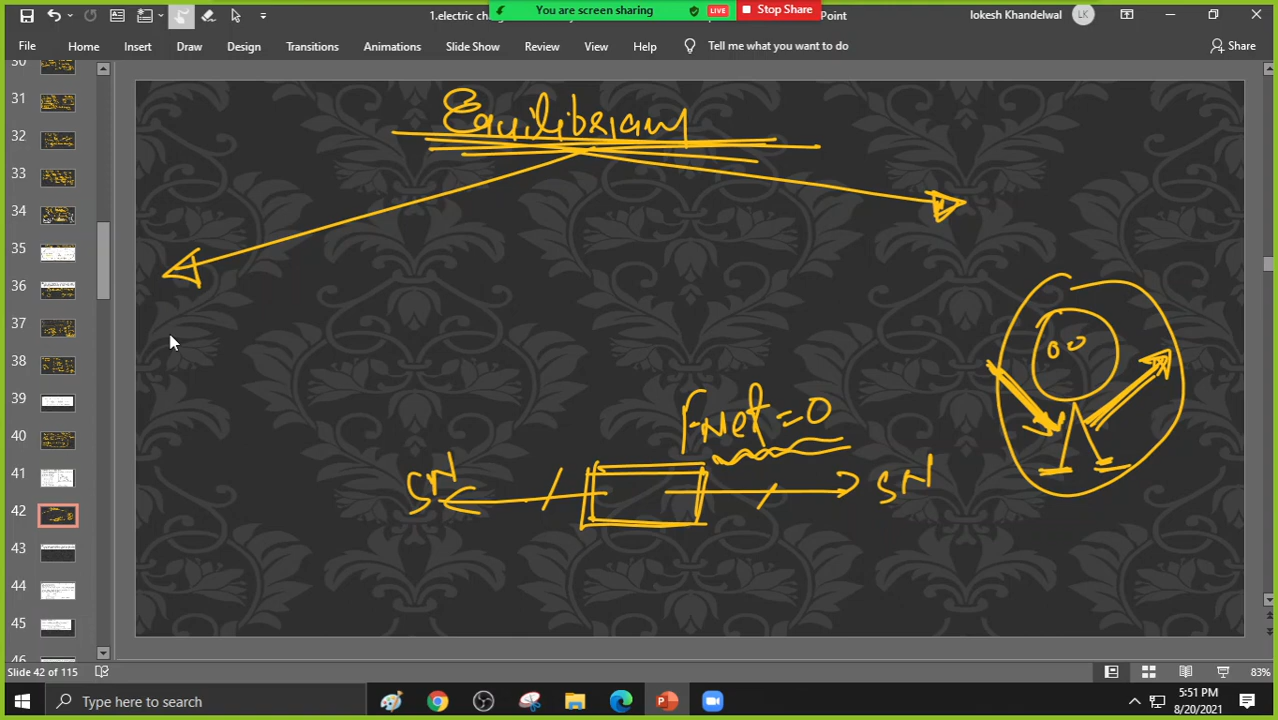 1.electric char
You are screen sharing
LIVE
Stop Share
Point
lokesh Khandelwal
LK
File
Home
Insert
Draw
Design
Transitions
Animations
Slide Show
Review
View
Help
Tell me what you want to do
Share
30
31
32
33
34
35
36
37
38
39
40
41
42
43
44
45
46
Equilibrium
FNet=0
5N
5N
Slide 42 of 115
83%
Type here to search
5:51 PM
8/20/2021